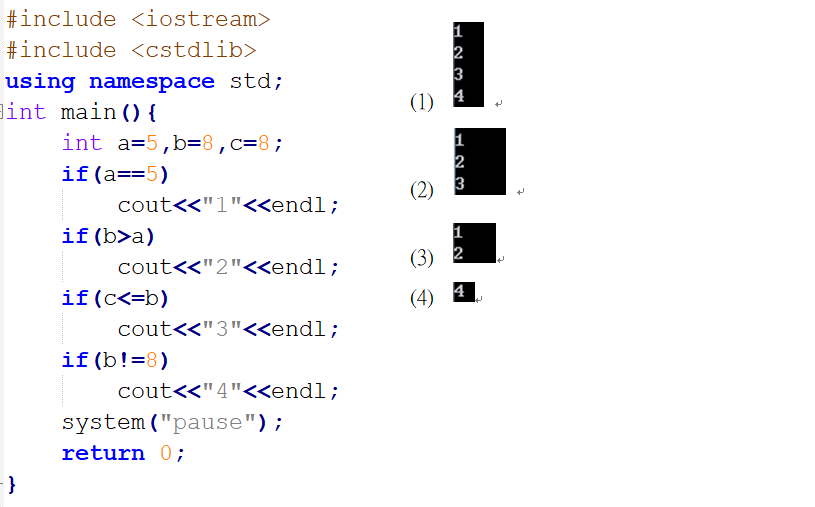 #include <iostream>
#include <cstdlib>
using namespace std;
int main(){
int a=5,b=8,c=8;
if(a==5)
cout<<"1"<<endl;
if(b>a)
cout<<"2"<<endl;
if(c<=b)
cout<<"3"<<endl;
if(b!=8)
cout<<"4"<<endl;
system("pause");
return 0;
}
(1)
1
2
3
4
(2)
1
2
3
(3)
1
2
(4)
4